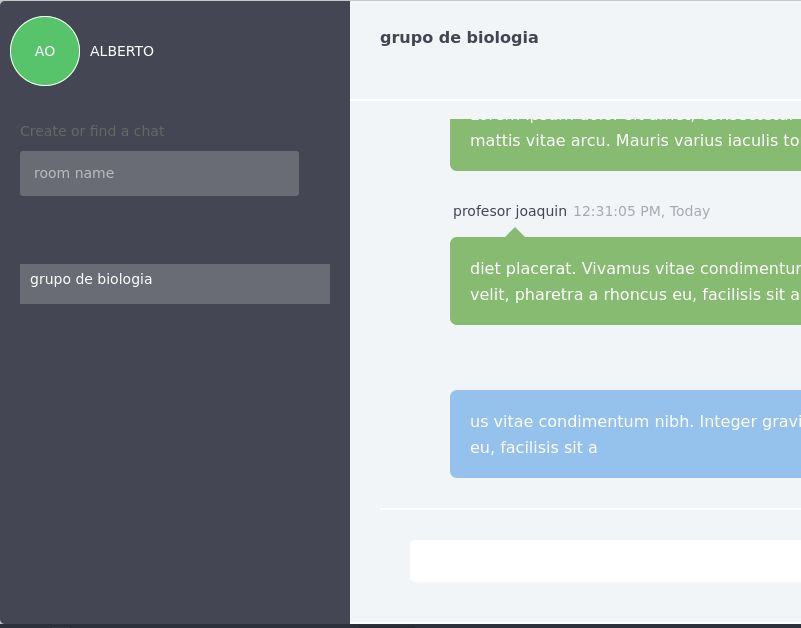 AO
ALBERTO
Create or find a chat
room name
grupo de biologia
grupo de biologia
mattis vitae arcu. Mauris varius iaculis to
profesor joaquin 12:31:05 PM, Today
diet placerat. Vivamus vitae condimentur
velit, pharetra a rhoncus eu, facilisis sit a
us vitae condimentum nibh. Integer gravi
eu, facilisis sit a